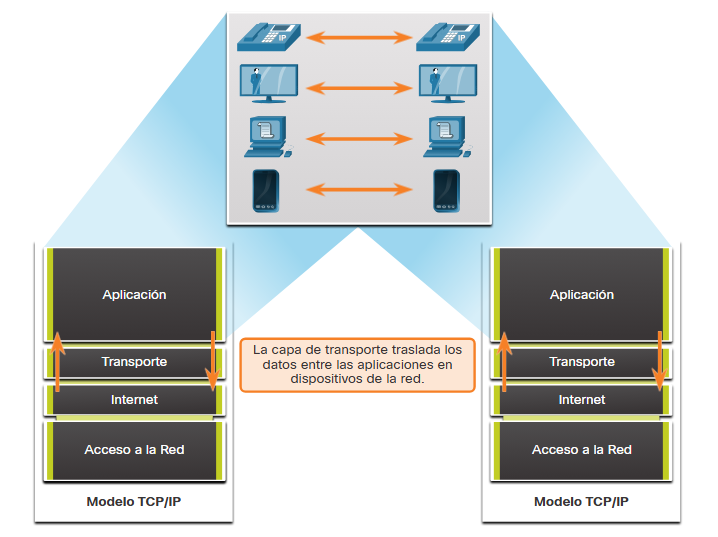 IP
IP
Aplicación
Transporte
Internet
Acceso a la Red
Modelo TCP/IP
La capa de transporte traslada los
datos entre las aplicaciones en
dispositivos de la red.
Aplicación
Transporte
Internet
Acceso a la Red
Modelo TCP/IP